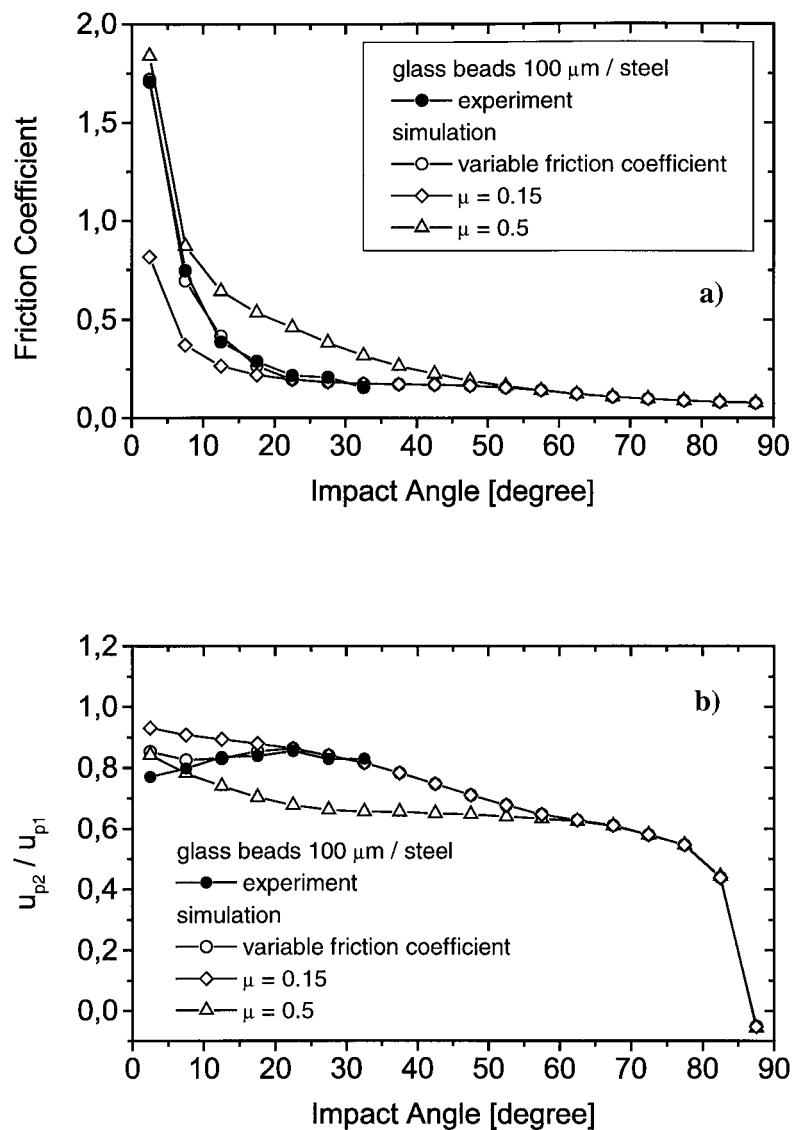 2,0
1,5
1,0
0,5
0,0
Friction Coefficient
glass beads 100 μm / steel
experiment
simulation
variable friction coefficient
μ = 0.15
μ = 0.5
a)
0 10 20 30 40 50 60 70 80 90
Impact Angle [degree]
1,2
1,0
0,8
0,6
0,4
0,2
0,0
u_p2 / u_p1
b)
glass beads 100 μm / steel
experiment
simulation
variable friction coefficient
μ = 0.15
μ = 0.5
0 10 20 30 40 50 60 70 80 90
Impact Angle [degree]